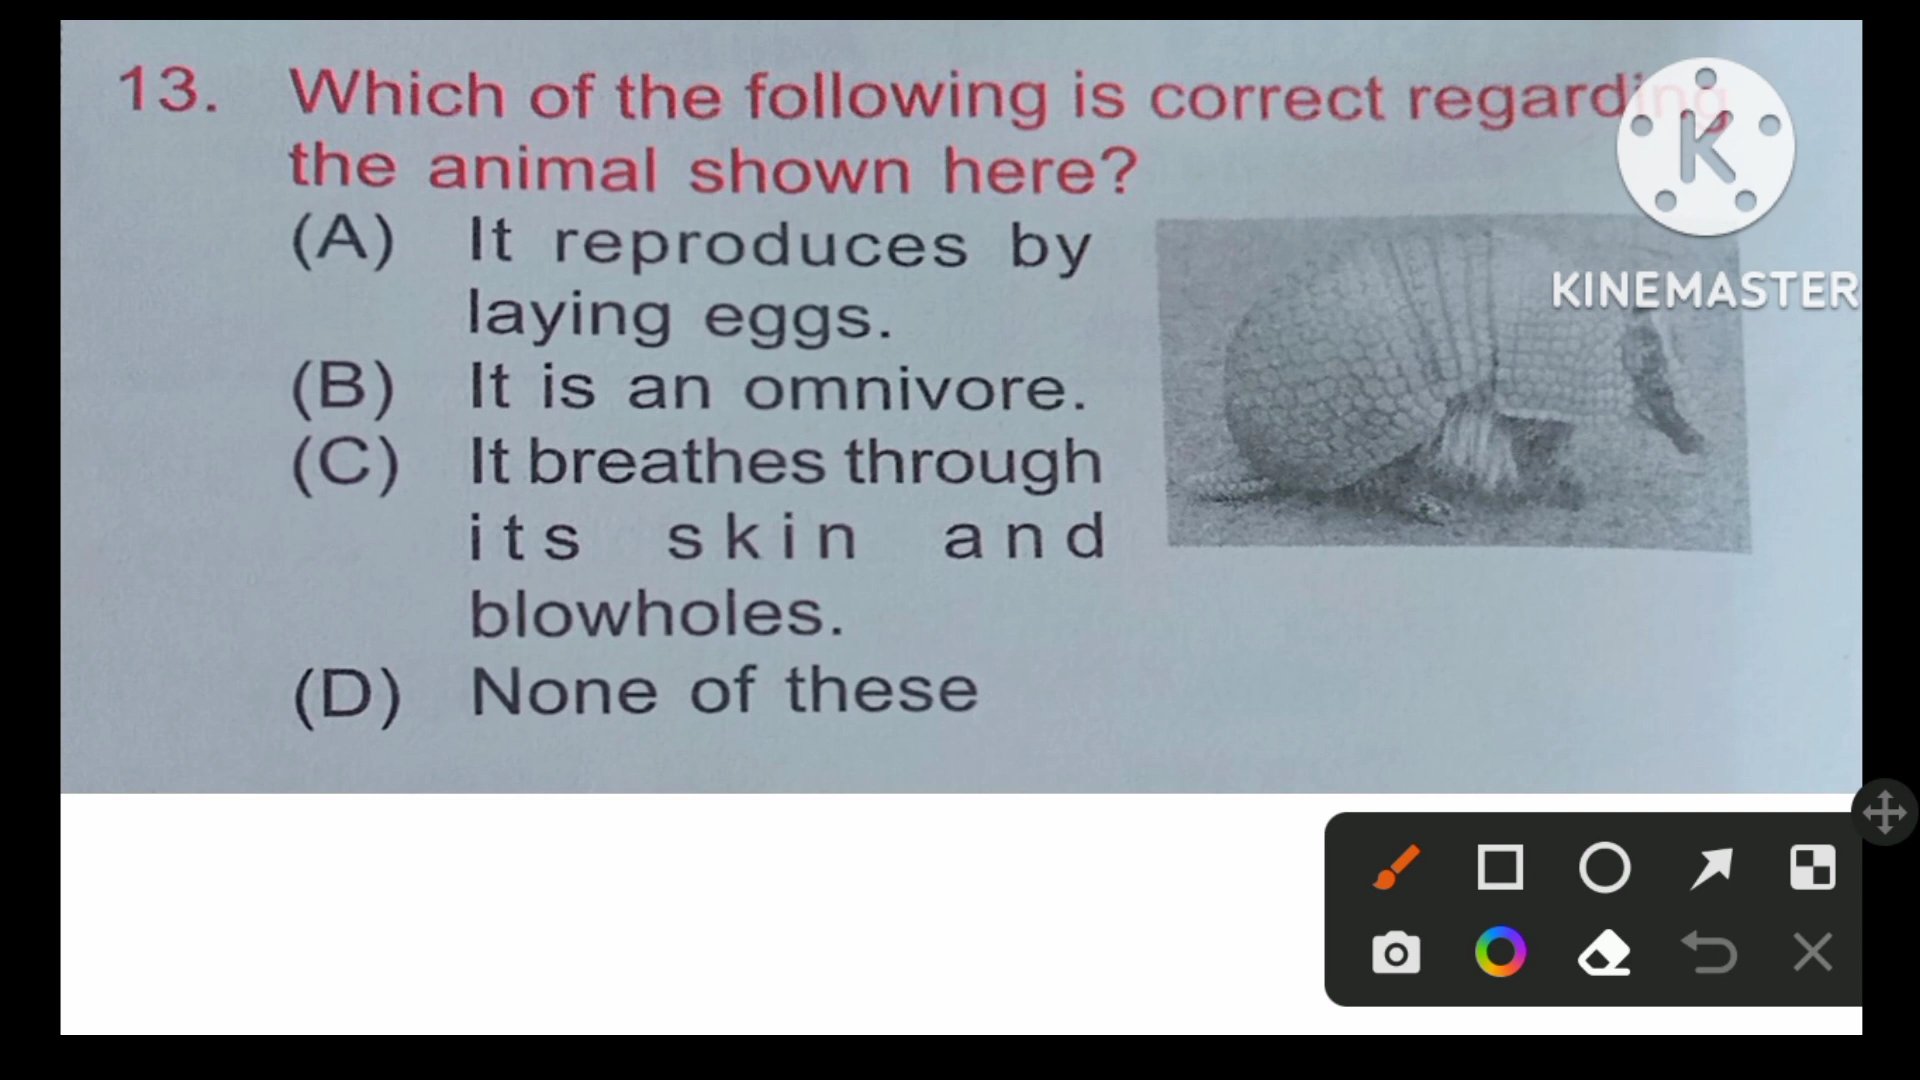 13. Which of the following is correct regarding
the animal shown here?
(A) It reproduces by
laying eggs.
(B) It is an omnivore.
(C) It breathes through
its skin and
blowholes.
(D) None of these
K
KINEMASTER